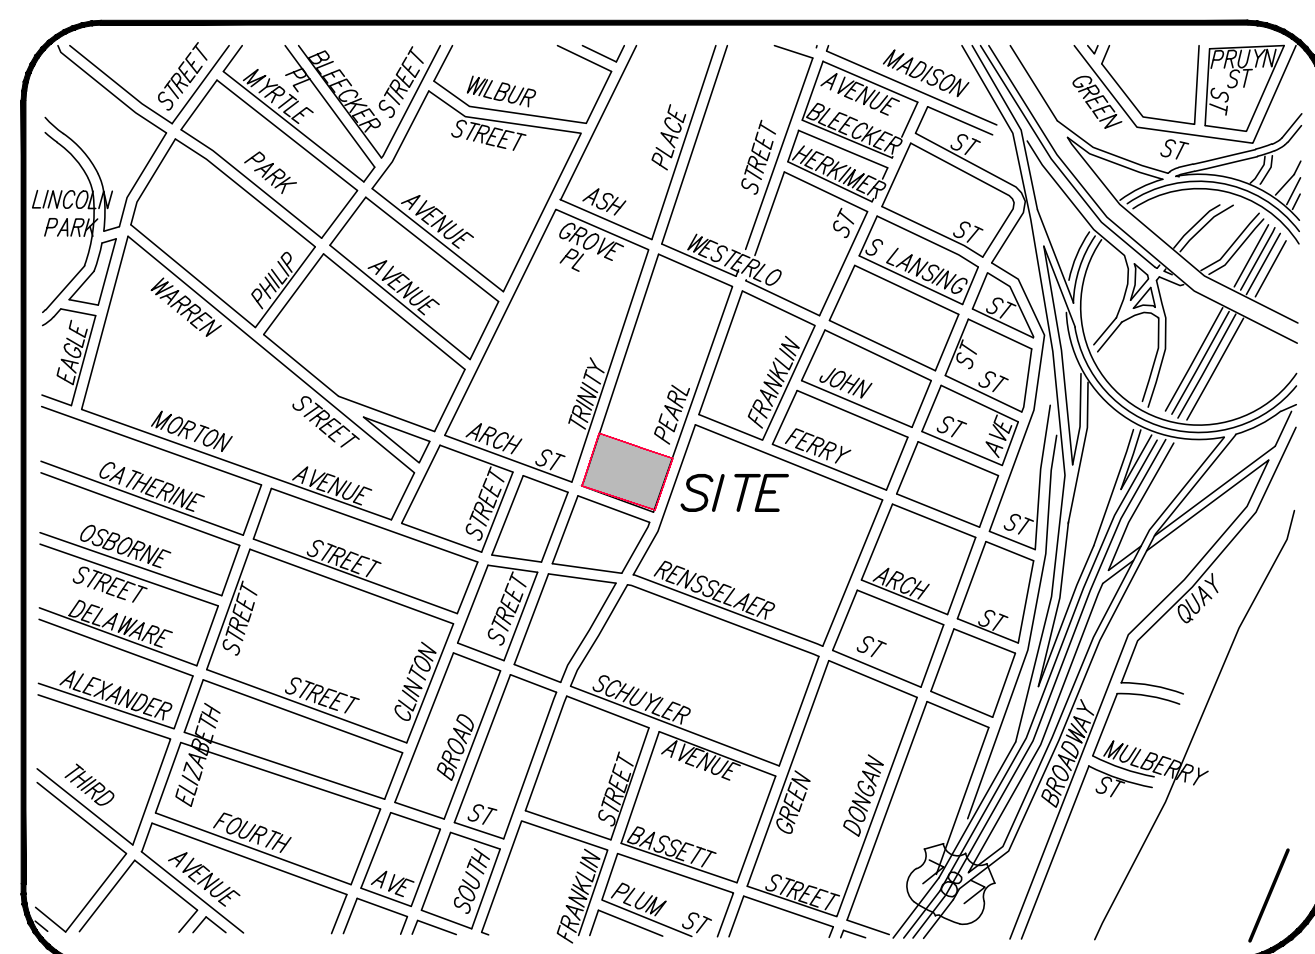 STREET
PL
BLEECKER
STREET
MYRTLE
WILBUR
STREET
PLACE
STREET
MADISON
AVENUE
BLEECKER
ST
HERKIMER
GREEN
PRUYN
ST
ST
ST
PARK
AVENUE
ASH
GROVE
PL
WESTERLO
ST
ST
S LANSING
ST
LINCOLN
PARK
PHILIP
AVENUE
WARREN
STREET
EAGLE
TRINITY
PEARL
FRANKLIN
JOHN
ST
ST
ST
AVE
FERRY
ST
MORTON
AVENUE
ARCH
ST
SITE
CATHERINE
STREET
STREET
OSBORNE
STREET
STREET
STREET
RENSSELAER
ST
ARCH
ST
QUAY
DELAWARE
STREET
ALEXANDER
ELIZABETH
CLINTON
BROAD
SCHUYLER
AVENUE
STREET
GREEN
DONGAN
BROADWAY
MULBERRY
ST
THIRD
AVENUE
FOURTH
AVE
ST
SOUTH
FRANKLIN
BASSETT
STREET
PLUM
ST